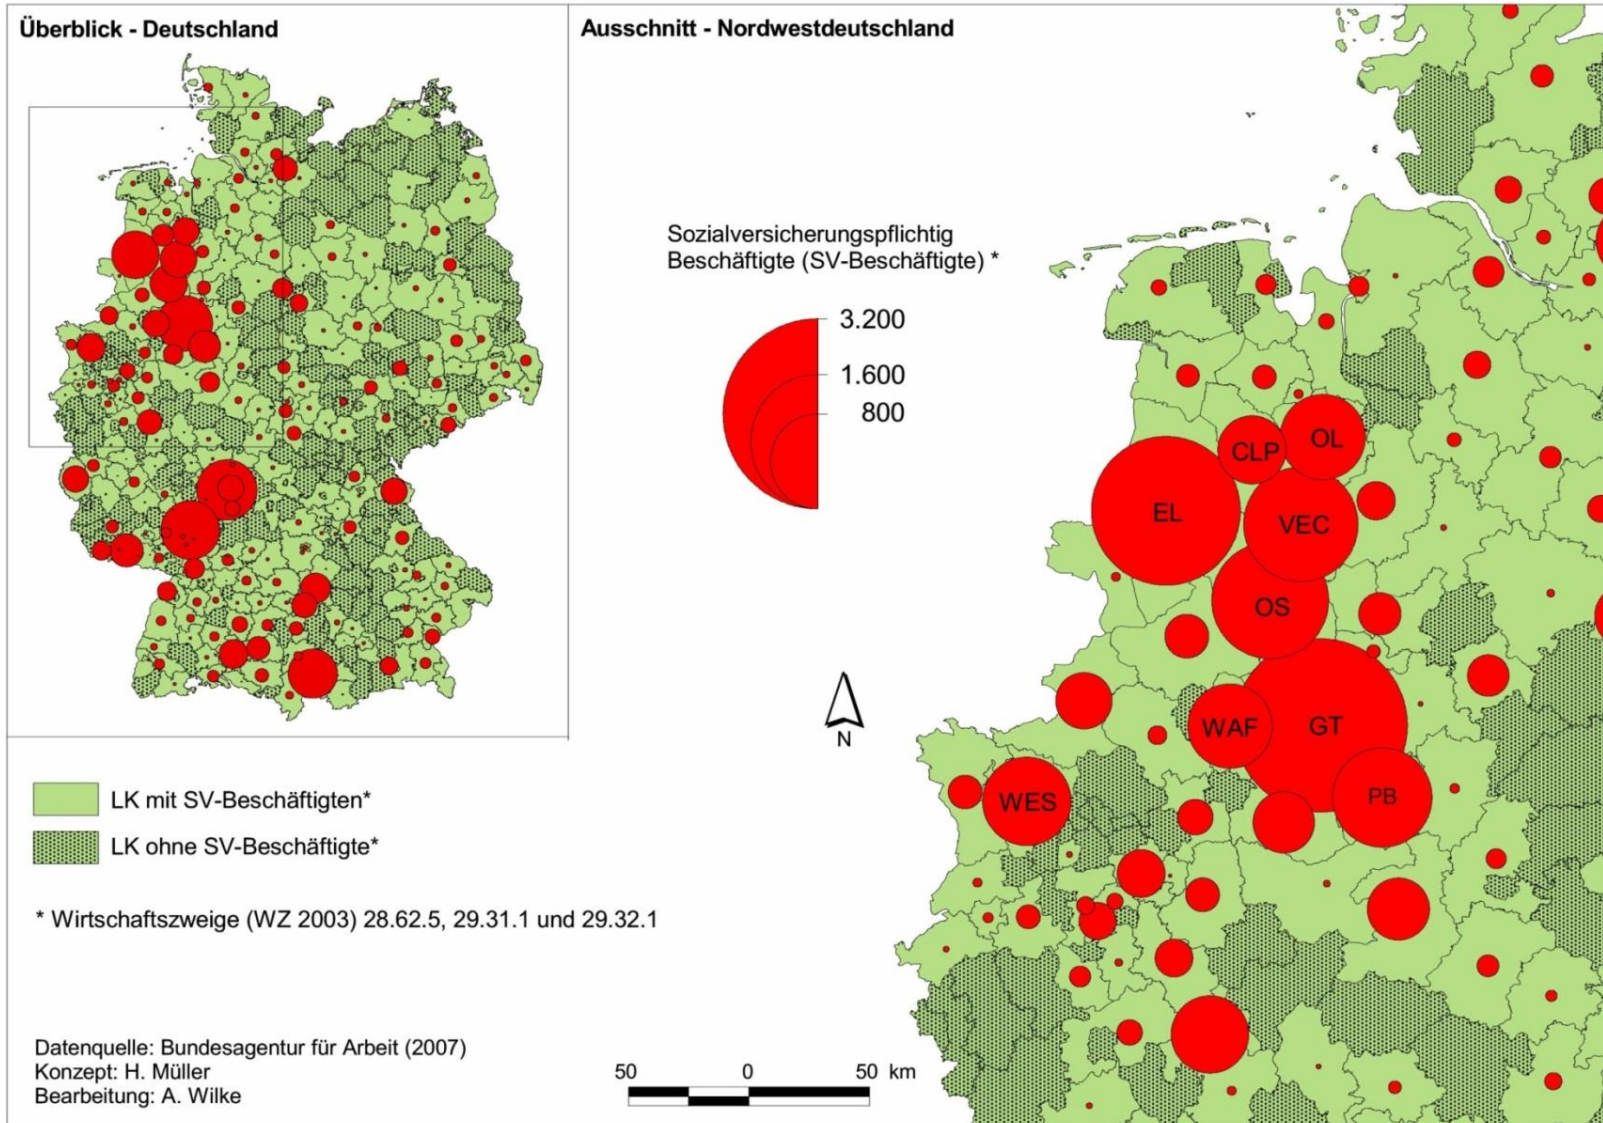 Überblick - Deutschland
Ausschnitt - Nordwestdeutschland
Sozialversicherungspflichtig
Beschäftigte (SV-Beschäftigte) *
3.200
1.600
800
CLP
OL
EL
VEC
OS
WAF
GT
WES
PB
N
LK mit SV-Beschäftigten*
LK ohne SV-Beschäftigte*
* Wirtschaftszweige (WZ 2003) 28.62.5, 29.31.1 und 29.32.1
Datenquelle: Bundesagentur für Arbeit (2007)
Konzept: H. Müller
Bearbeitung: A. Wilke
50 0 50 km